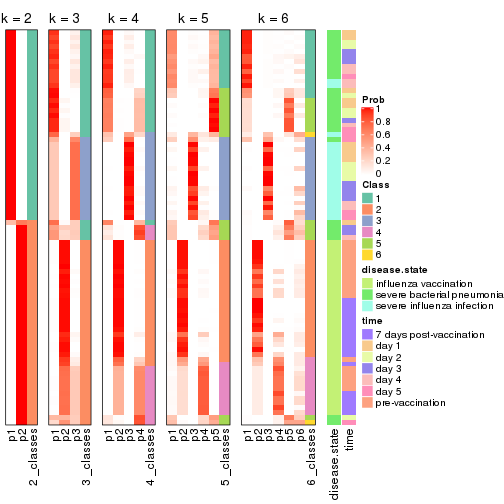 k = 2 k = 3 k = 4 k = 5 k = 6
Prob
1
0.8
0.6
0.4
0.2
0
Class
1
2
3
4
5
6
disease.state
influenza vaccination
severe bacterial pneumonia
severe influenza infection
time
7 days post-vaccination
day 1
day 2
day 3
day 4
day 5
pre-vaccination
p1 p2 2_classes p1 p2 p3 3_classes p1 p2 p3 p4 4_classes p1 p2 p3 p4 p5 5_classes p1 p2 p3 p4 p5 p6 6_classes disease.state time